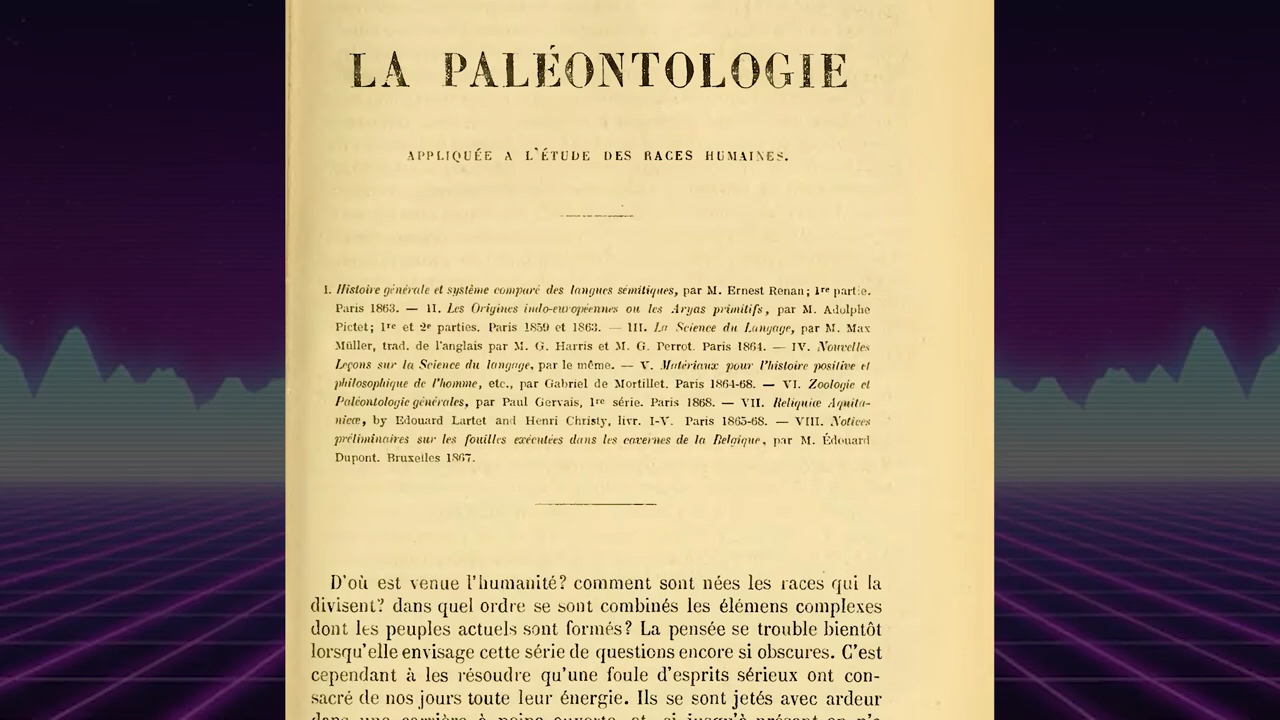 LA PALÉONTOLOGIE
APPLIQUÉE A L'ÉTUDE DES RACES HUMAINES.
I. Histoire générale et système comparé des langues sémitiques, par M. Ernest Renan; 1re partie.
Paris 1863. — II. Les Origines indo-européennes ou les Aryas primitifs, par M. Adolphe
Pictet; 1re et 2e parties. Paris 1859 et 1863. — III. La Science du Langage, par M. Max
Müller, trad. de l'anglais par M. G. Harris et M. G. Perrot. Paris 1864. — IV. Nouvelles
Leçons sur la Science du langage, par le même. — V. Matériaux pour l'histoire positive et
philosophique de l'homme, etc., par Gabriel de Mortillet. Paris 1864-68. — VI. Zoologie et
Paléontologie générales, par Paul Gervais, 1re série. Paris 1868. — VII. Reliquiæ Aquita-
nicæ, by Edouard Lartet and Henri Christy, livr. I-V. Paris 1865-68. — VIII. Notices
préliminaires sur les fouilles exécutées dans les cavernes de la Belgique, par M. Édouard
Dupont. Bruxelles 1867.
D'où est venue l'humanité? comment sont nées les races qui la
divisent? dans quel ordre se sont combinés les élémens complexes
dont les peuples actuels sont formés? La pensée se trouble bientôt
lorsqu'elle envisage cette série de questions encore si obscures. C'est
cependant à les résoudre qu'une foule d'esprits sérieux ont con-
sacré de nos jours toute leur énergie. Ils se sont jetés avec ardeur